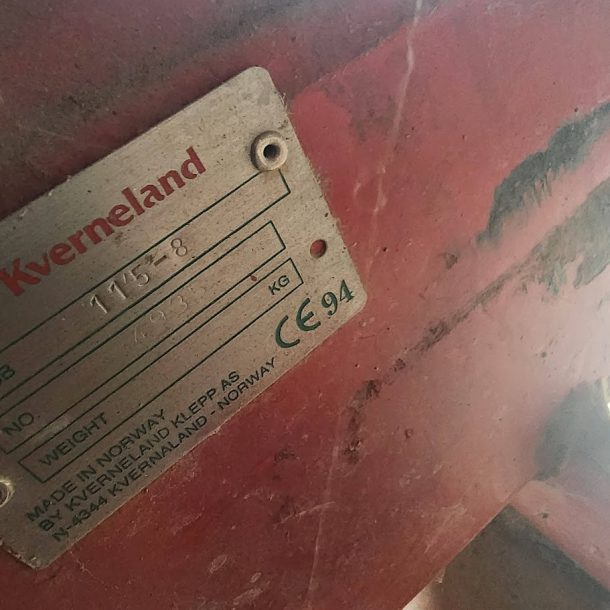 Kverneland
115-8
NO.
WEIGHT KG
CE 94
MADE IN NORWAY
BY KVERNELAND KLEPP AS
N-4344 KVERNALAND - NORWAY